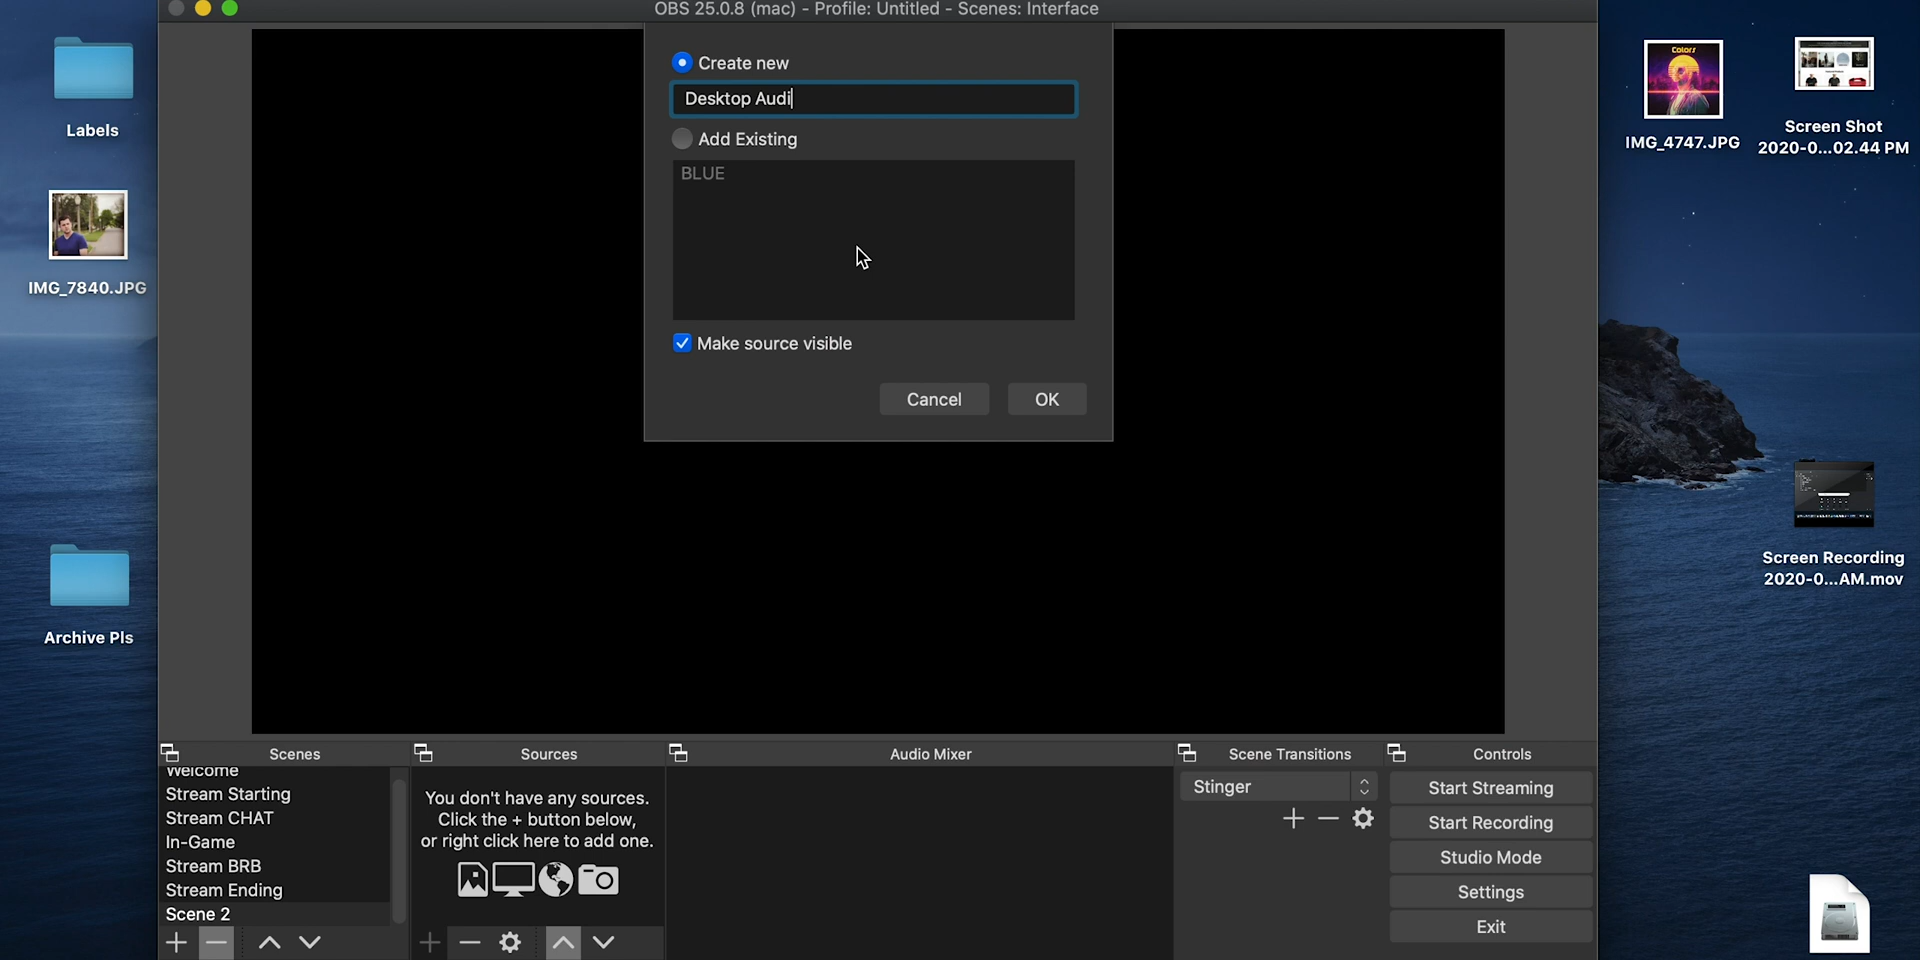 OBS 25.0.8 (mac) - Profile: Untitled - Scenes: Interface
Create new
Desktop Audi
Add Existing
BLUE
Make source visible
Cancel
OK
Labels
IMG_7840.JPG
Archive Pls
Colors
IMG_4747.JPG
Screen Shot
2020-0...02.44 PM
Screen Recording
2020-0...AM.mov
Scenes
Sources
Audio Mixer
Scene Transitions
Controls
Welcome
Stream Starting
Stream CHAT
In-Game
Stream BRB
Stream Ending
Scene 2
You don't have any sources.
Click the + button below,
or right click here to add one.
Stinger
Start Streaming
Start Recording
Studio Mode
Settings
Exit